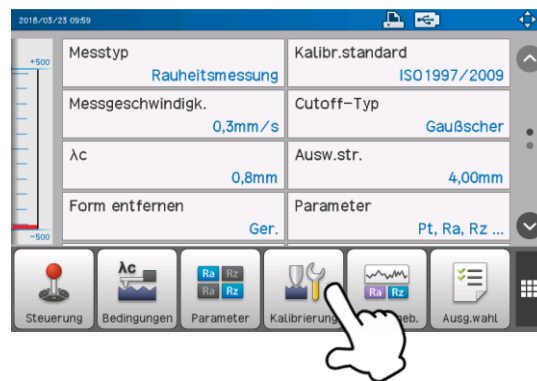 2018/03/23 09:59
+500
-500
Messtyp
Rauheitsmessung
Kalibr.standard
ISO1997/2009
Messgeschwindigk.
0,3mm/s
Cutoff-Typ
Gaußscher
λc
0,8mm
Ausw.str.
4,00mm
Form entfernen
Ger.
Parameter
Pt, Ra, Rz ...
λc
Ra Rz
Ra Rz
Ra Rz
Steuerung
Bedingungen
Parameter
Kalibrierung
eb.
Ausg.wahl